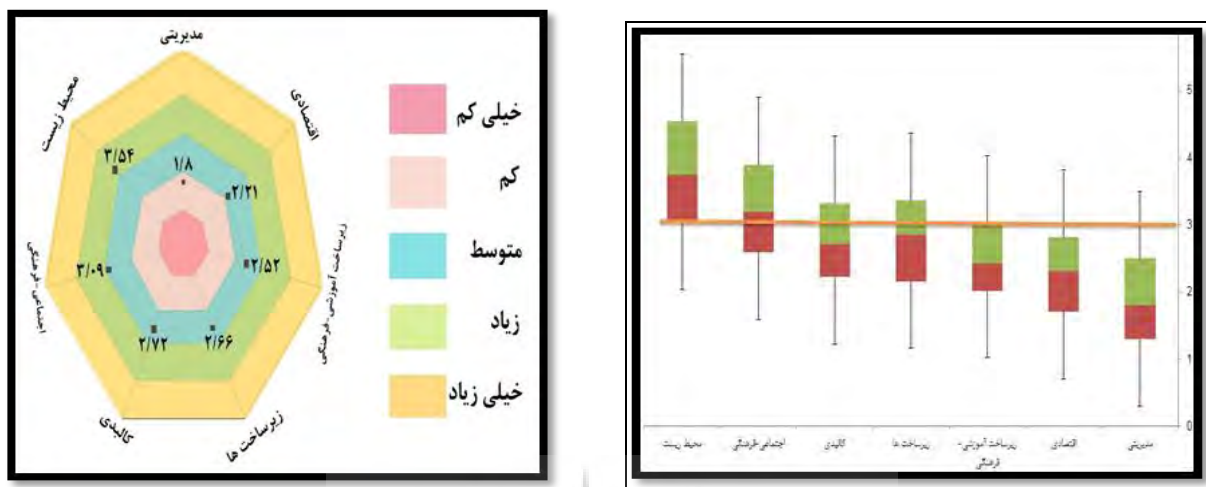 مدیریتی
اقتصادی
زیرساخت آموزشی-فرهنگی
زیرساخت ها
کالبدی
اجتماعی-فرهنگی
محیط زیست
۱/۸
۲/۲۱
۲/۵۲
۲/۶۶
۲/۷۲
۳/۰۹
۳/۵۴
خیلی کم
کم
متوسط
زیاد
خیلی زیاد
5
4
3
2
1
0
مدیریتی
اقتصادی
زیرساخت آموزشی-
فرهنگی
زیرساخت ها
کالبدی
اجتماعی-فرهنگی
محیط زیست